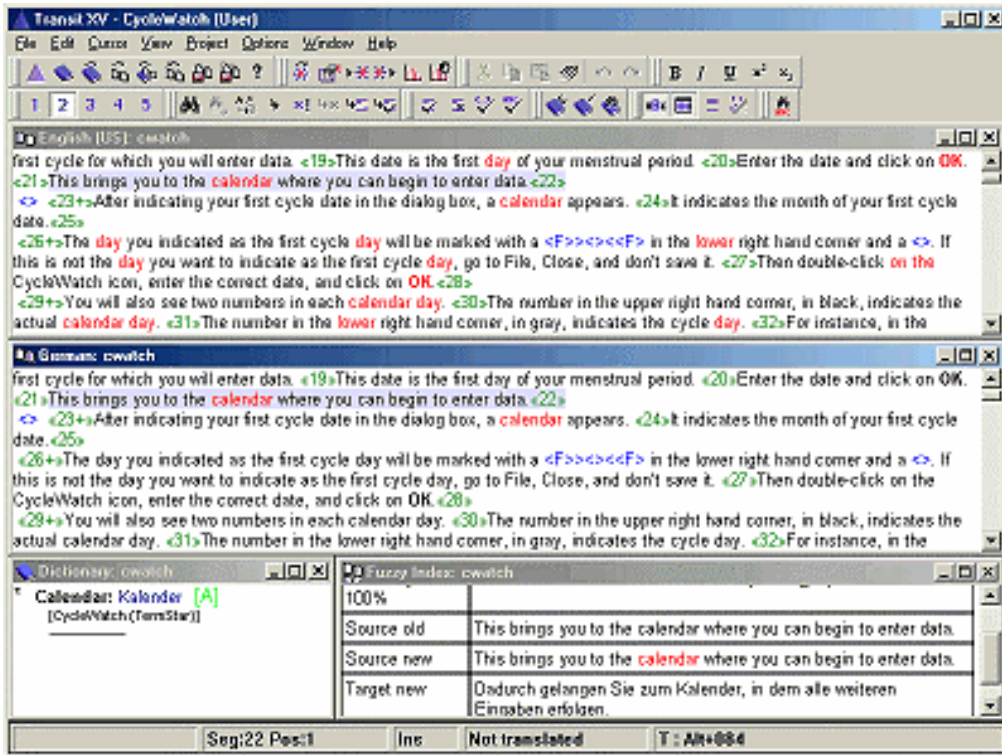 Transit XV - CycleWatch (User)
File Edit Cursor View Project Options Window Help
B I U x² x₂
1 2 3 4 5
English (US): cwatch
first cycle for which you will enter data. «19»This date is the first day of your menstrual period. «20»Enter the date and click on OK.
«21»This brings you to the calendar where you can begin to enter data.«22»
<> «23+»After indicating your first cycle date in the dialog box, a calendar appears. «24»It indicates the month of your first cycle
date.«25»
«26+»The day you indicated as the first cycle day will be marked with a <F>><><<F> in the lower right hand corner and a <>. If
this is not the day you want to indicate as the first cycle day, go to File, Close, and don't save it. «27»Then double-click on the
CycleWatch icon, enter the correct date, and click on OK.«28»
«29+»You will also see two numbers in each calendar day. «30»The number in the upper right hand corner, in black, indicates the
actual calendar day. «31»The number in the lower right hand corner, in gray, indicates the cycle day. «32»For instance, in the
German: cwatch
first cycle for which you will enter data. «19»This date is the first day of your menstrual period. «20»Enter the date and click on OK.
«21»This brings you to the calendar where you can begin to enter data.«22»
<> «23+»After indicating your first cycle date in the dialog box, a calendar appears. «24»It indicates the month of your first cycle
date.«25»
«26+»The day you indicated as the first cycle day will be marked with a <F>><><<F> in the lower right hand corner and a <>. If
this is not the day you want to indicate as the first cycle day, go to File, Close, and don't save it. «27»Then double-click on the
CycleWatch icon, enter the correct date, and click on OK.«28»
«29+»You will also see two numbers in each calendar day. «30»The number in the upper right hand corner, in black, indicates the
actual calendar day. «31»The number in the lower right hand corner, in gray, indicates the cycle day. «32»For instance, in the
Dictionary: cwatch
Calendar: Kalender [A]
[CycleWatch (TermStar)]
Fuzzy Index: cwatch
100%
Source old This brings you to the calendar where you can begin to enter data.
Source new This brings you to the calendar where you can begin to enter data.
Target new Dadurch gelangen Sie zum Kalender, in dem alle weiteren
Eingaben erfolgen.
Seg:22 Pos:1 Ins Not translated T : Alt+084